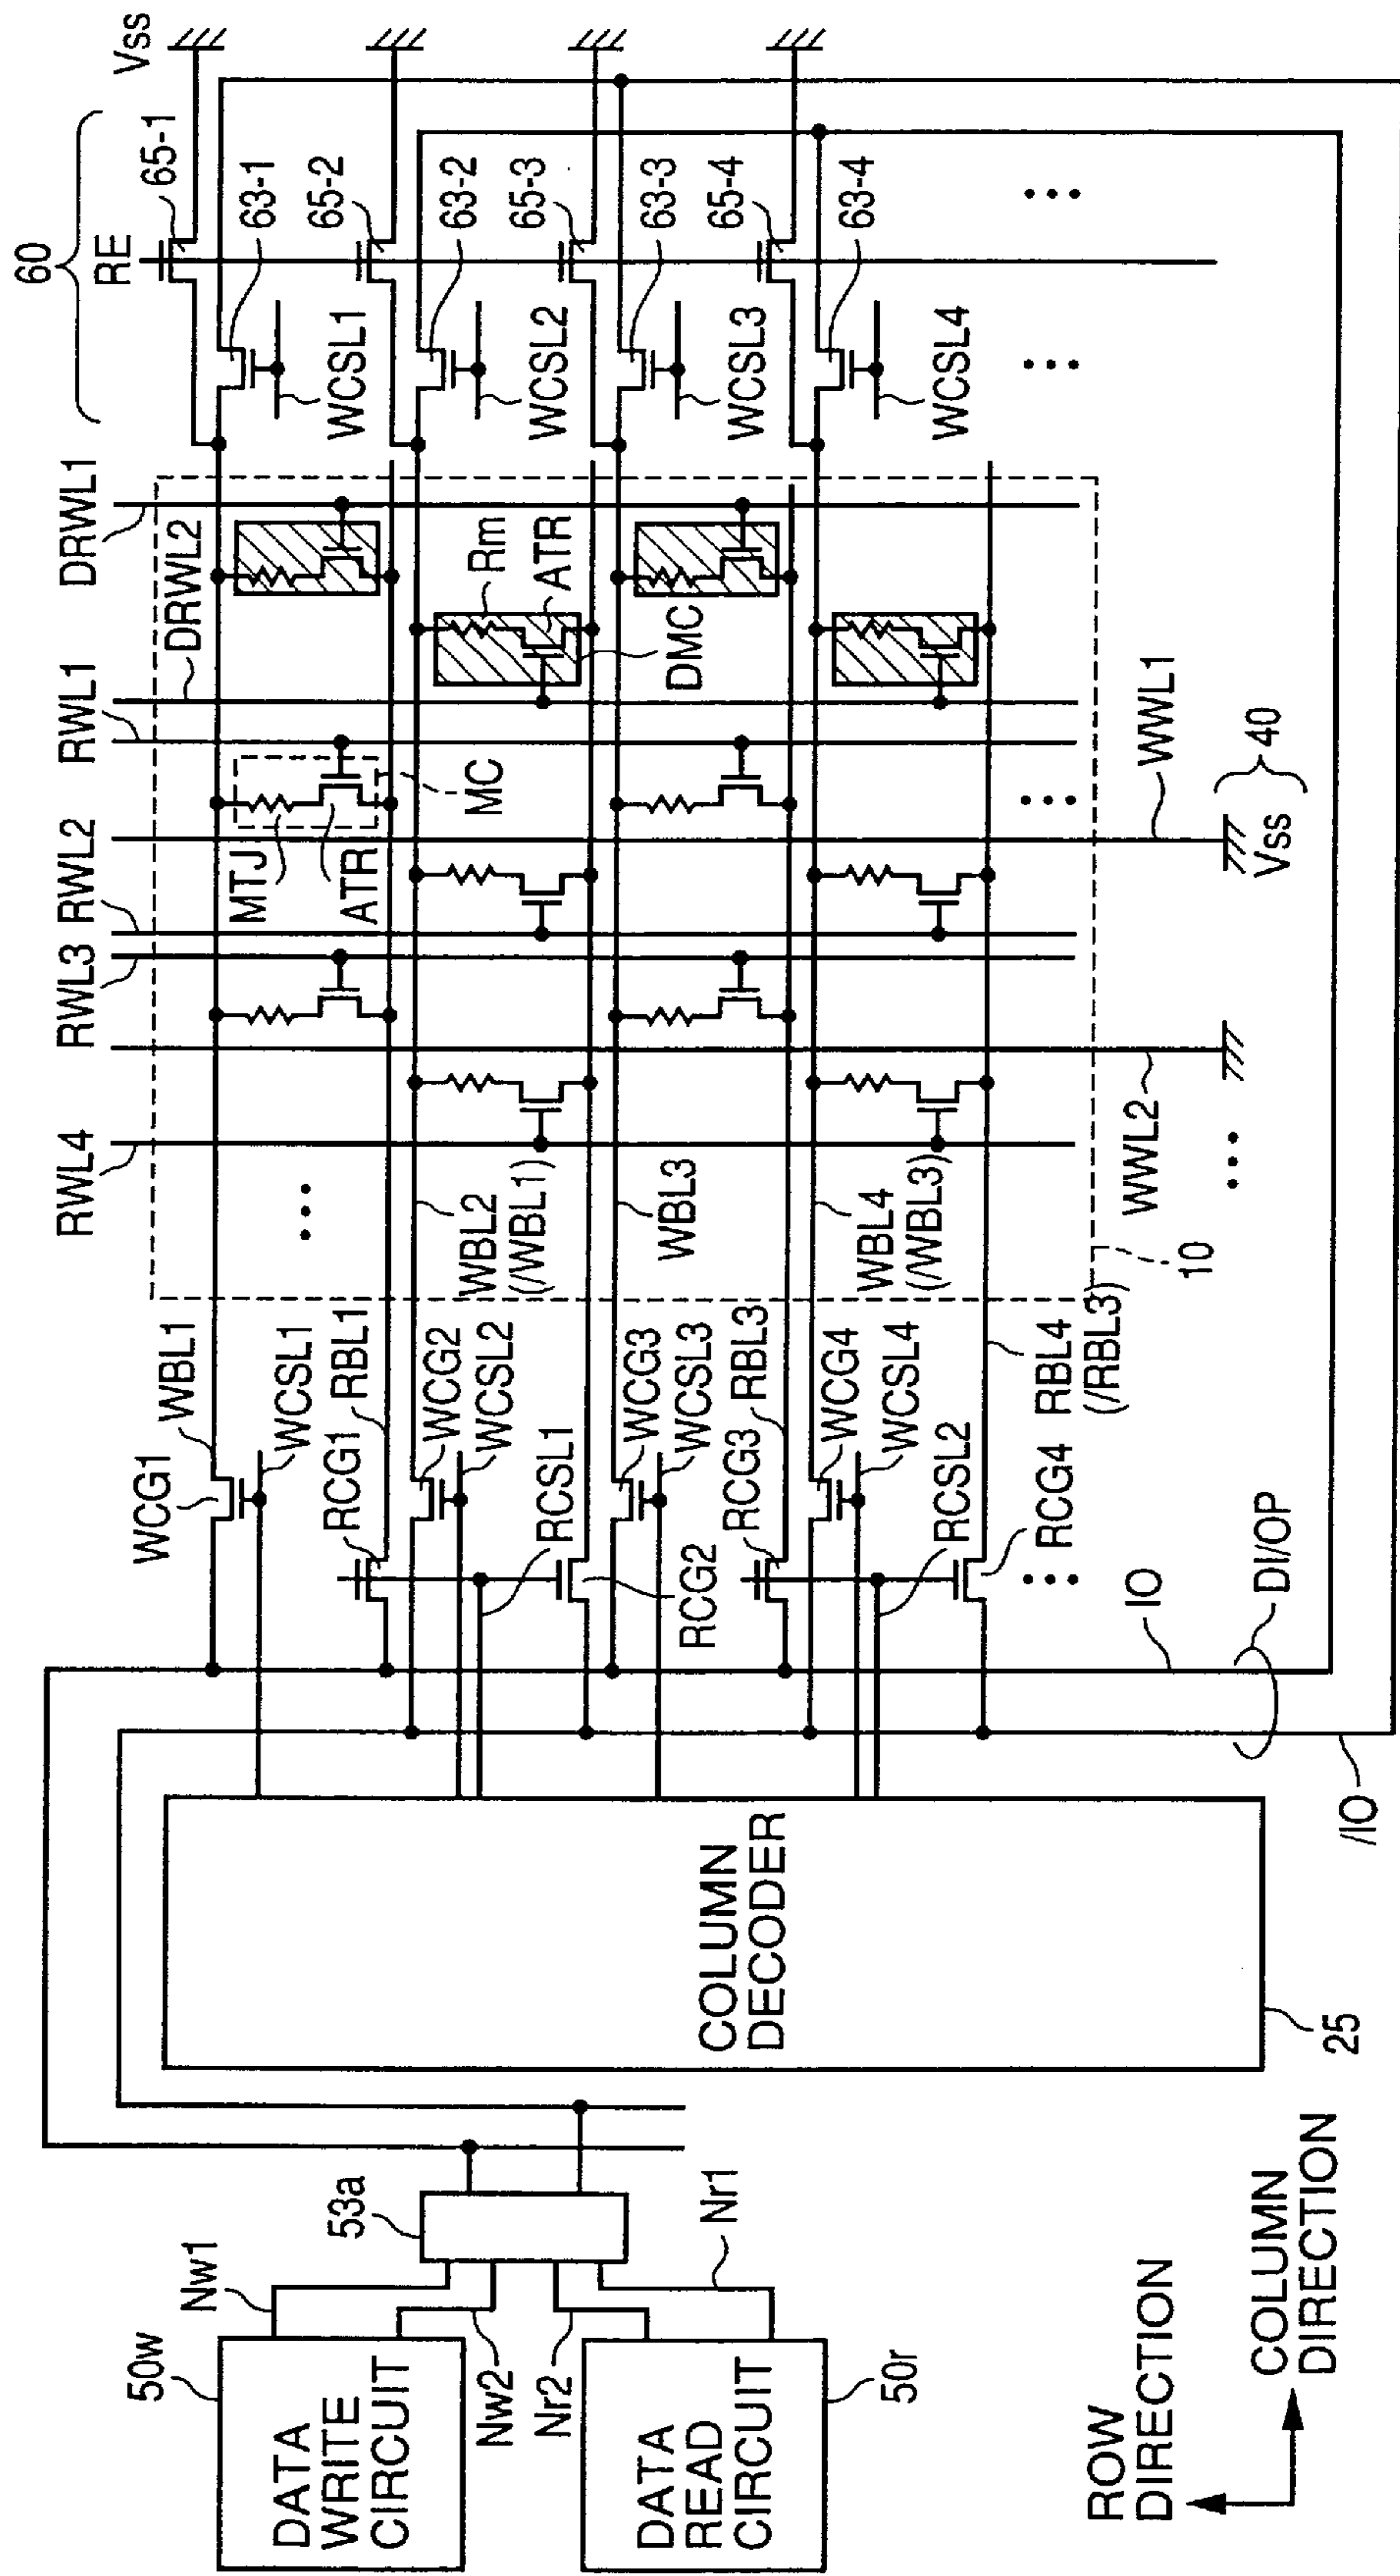 60
RE
65-1
Vss
63-1
WCSL1
65-2
63-2
WCSL2
65-3
63-3
WCSL3
65-4
63-4
WCSL4
DRWL1
DRWL2
RWL1
RWL2
RWL3
RWL4
Rm
ATR
DMC
MTJ
ATR
MC
WWL1
40
Vss
WWL2
10
WBL2
(/WBL1)
WBL3
WBL4
(/WBL3)
WBL1
WCG1
WCSL1
RCG1
RBL1
WCG2
WCSL2
RCSL1
RCG2
WCG3
WCSL3
RCG3
RBL3
WCG4
WCSL4
RCSL2
RCG4
RBL4
(/RBL3)
IO
DI/OP
/IO
COLUMN
DECODER
25
53a
Nw1
Nw2
Nr2
Nr1
50w
DATA
WRITE
CIRCUIT
50r
DATA
READ
CIRCUIT
ROW
DIRECTION
COLUMN
DIRECTION